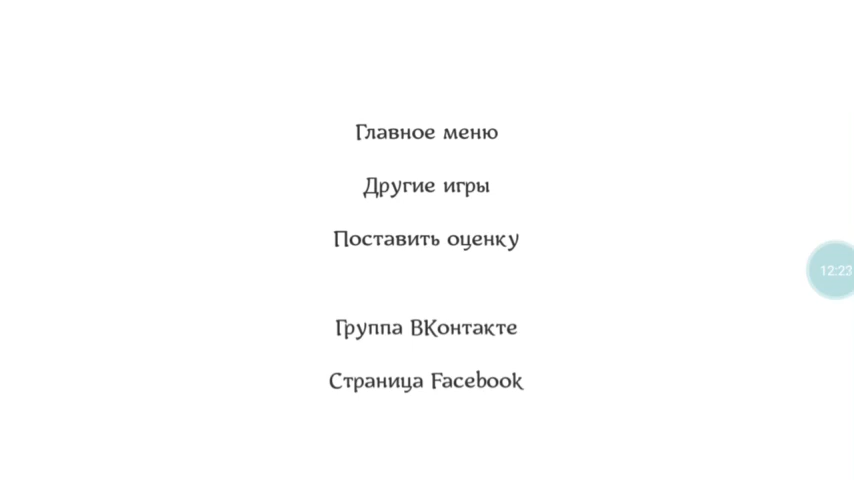 Главное меню
Другие игры
Поставить оценку
12:23
Группа ВКонтакте
Страница Facebook